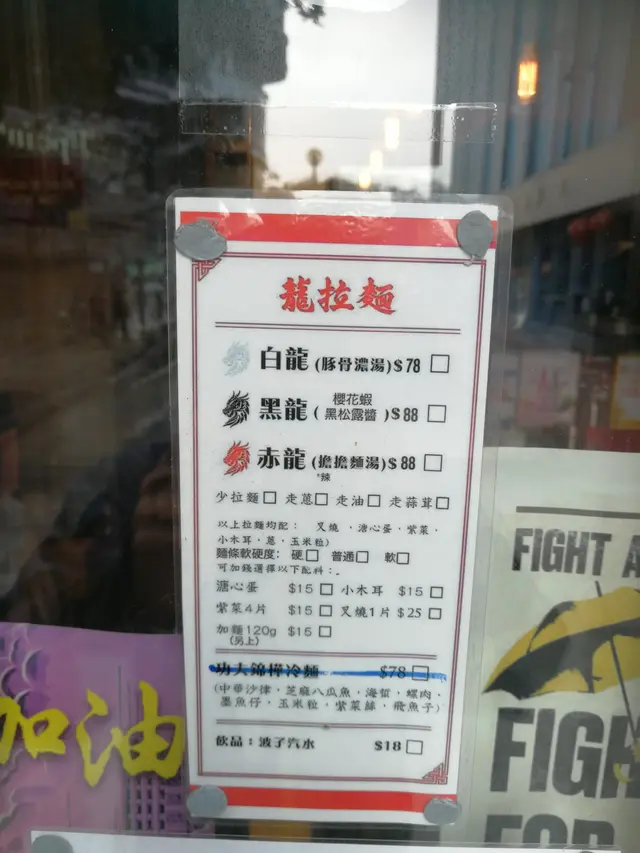 龍拉麵
白龍 (豚骨濃湯) $78
黑龍 ( 櫻花蝦 黑松露醬 ) $88
赤龍 (擔擔麵湯) $88
*辣
少拉麵 走蔥 走油 走蒜茸
以上拉麵均配： 叉燒，溏心蛋，紫菜，
小木耳，蔥，玉米粒)
麵條軟硬度： 硬 普通 軟
可加錢選擇以下配料：
溏心蛋 $15 小木耳 $15
紫菜4片 $15 叉燒1片 $25
加麵120g $15
(另上)
功夫錦樺冷麵 $78
(中華沙律，芝麻八瓜魚，海蜇，螺肉，
墨魚仔，玉米粒，紫菜絲，飛魚子)
飲品：波子汽水 $18
加油
FIGHT A
FIGH
FOR